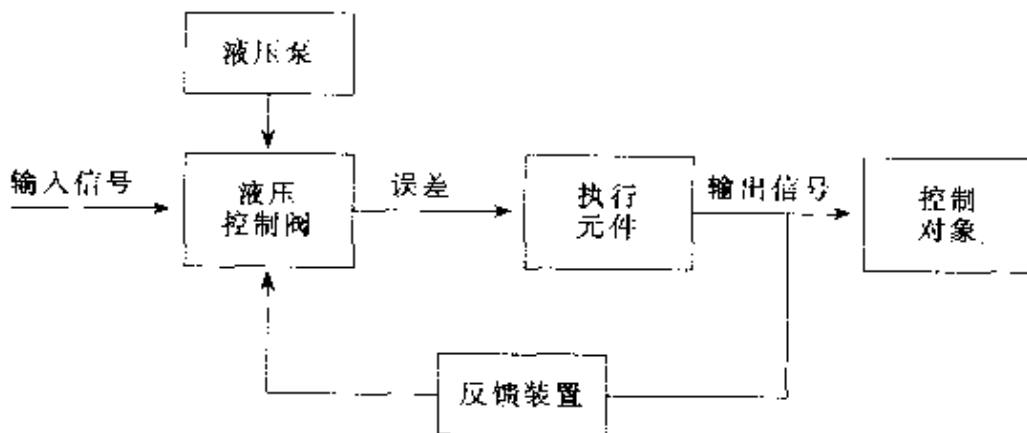 液压泵
输入信号
液压
控制阀
误差
执行
元件
输出信号
控制
对象
反馈装置